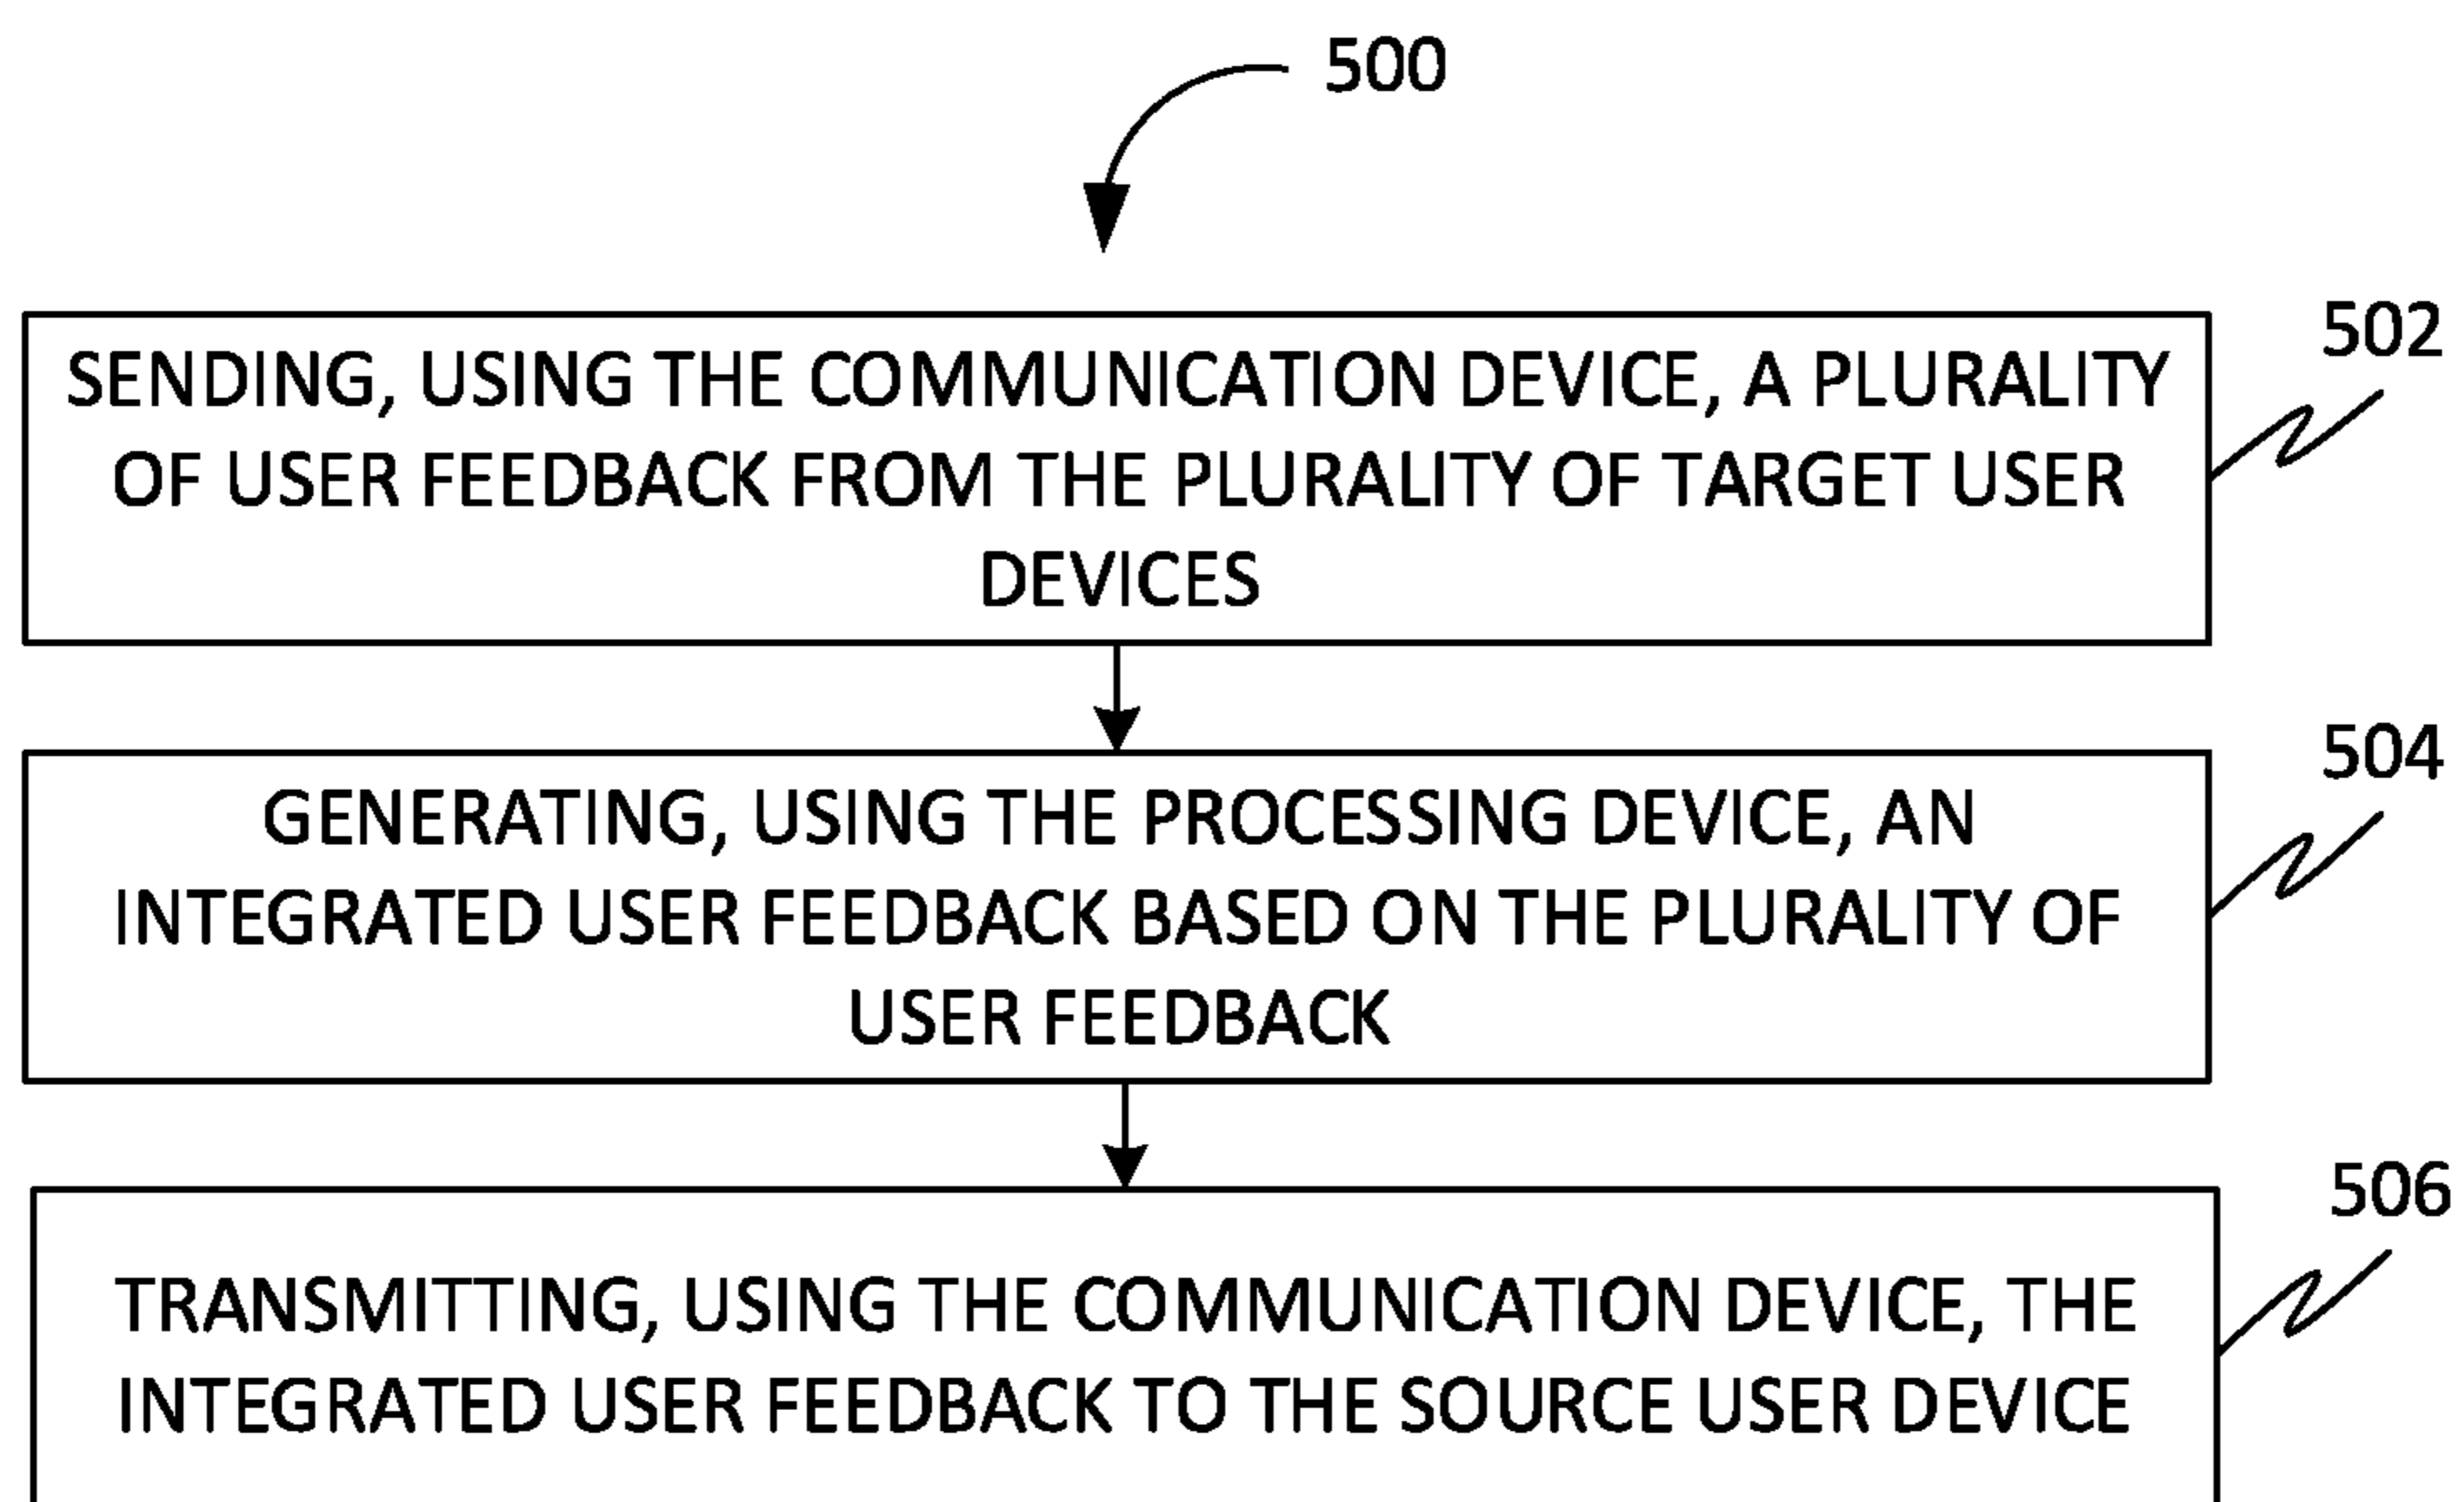 500
502
SENDING, USING THE COMMUNICATION DEVICE, A PLURALITY
OF USER FEEDBACK FROM THE PLURALITY OF TARGET USER
DEVICES
504
GENERATING, USING THE PROCESSING DEVICE, AN
INTEGRATED USER FEEDBACK BASED ON THE PLURALITY OF
USER FEEDBACK
506
TRANSMITTING, USING THE COMMUNICATION DEVICE, THE
INTEGRATED USER FEEDBACK TO THE SOURCE USER DEVICE